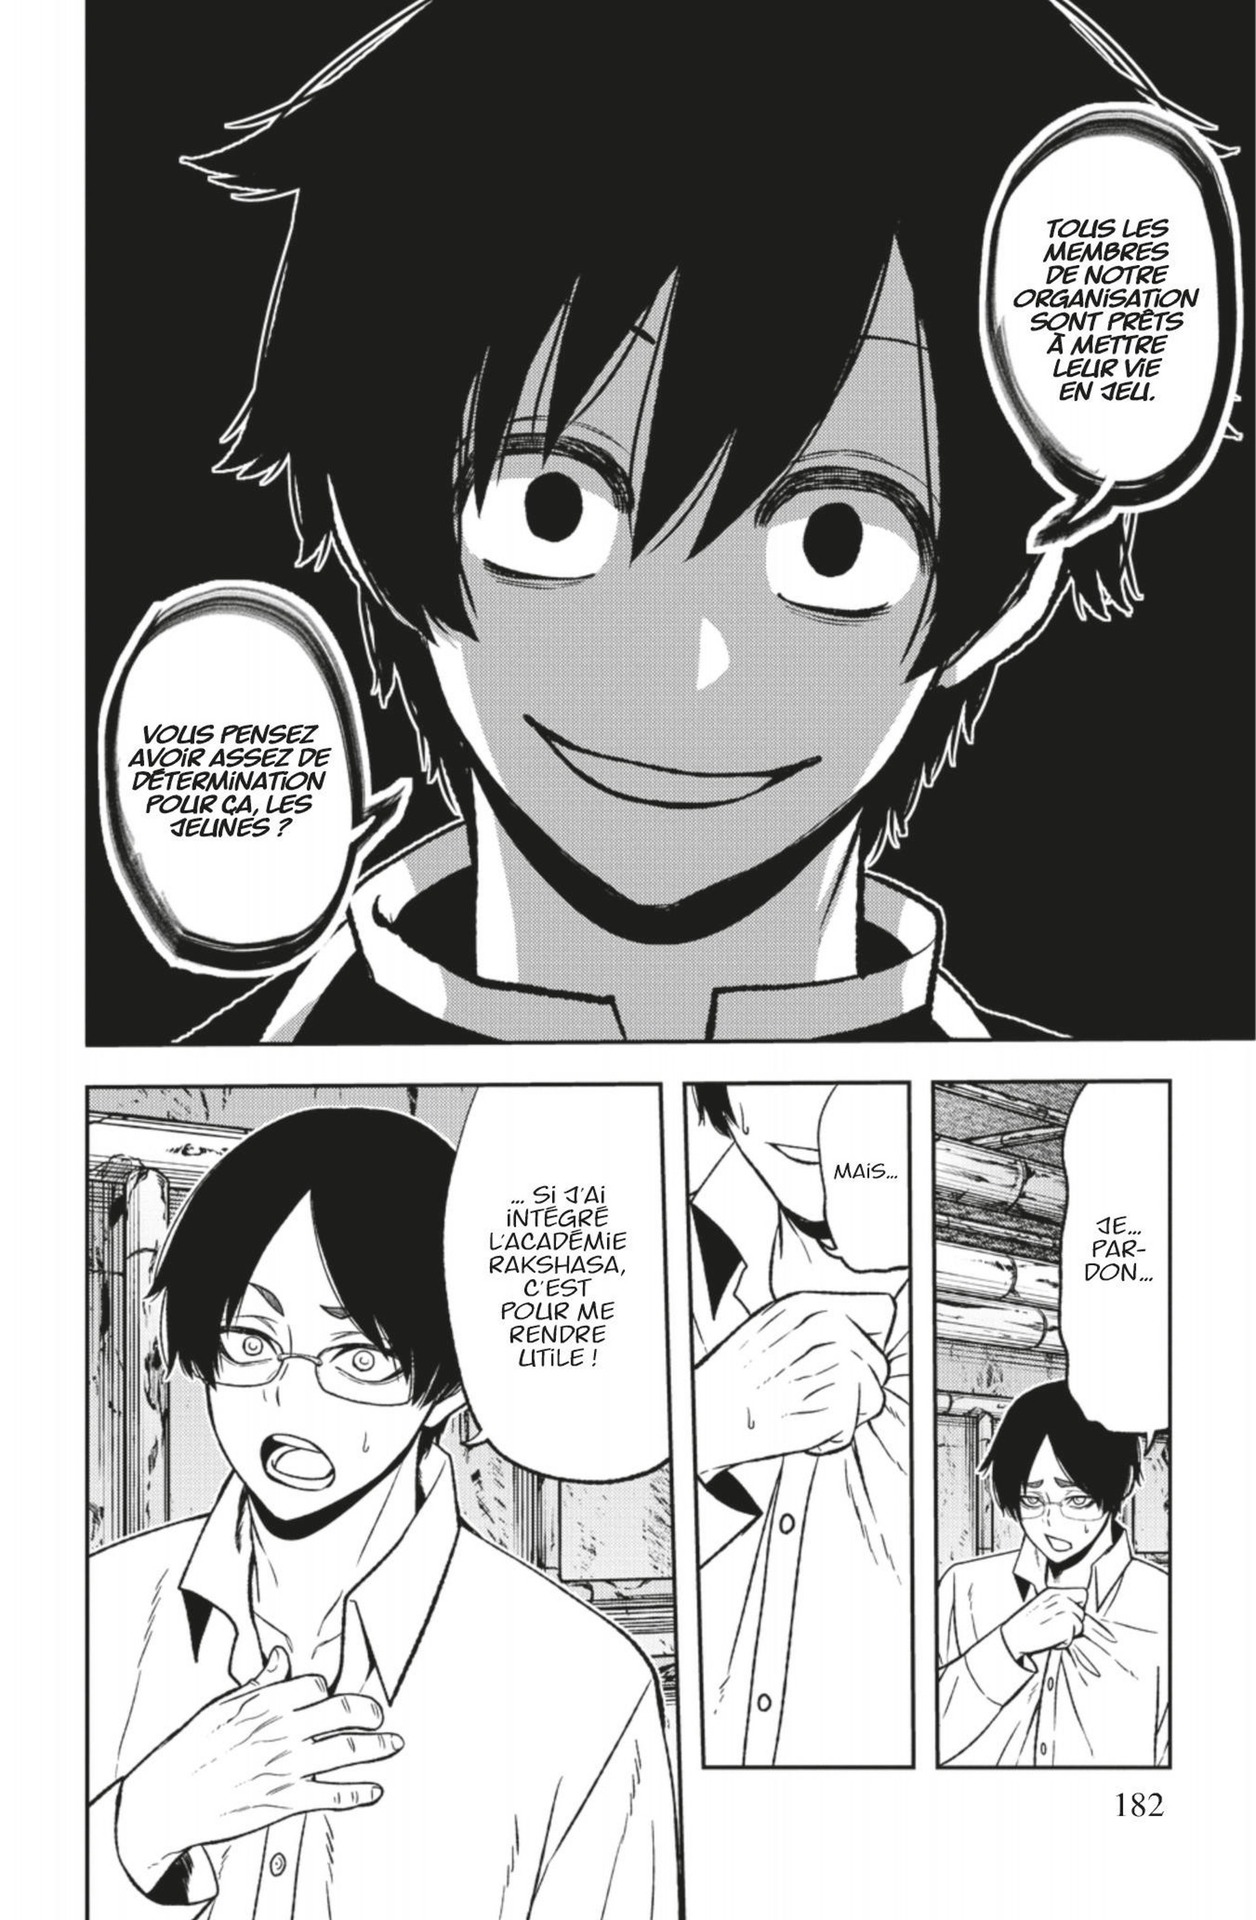 TOUS LES
MEMBRES
DE NOTRE
ORGANISATION
SONT PRÊTS
À METTRE
LEUR VIE
EN JEU.
VOUS PENSEZ
AVOIR ASSEZ DE
DÉTERMINATION
POUR ÇA, LES
JEUNES ?
JE...
PAR-
DON...
MAIS...
... SI J'AI
INTÉGRÉ
L'ACADÉMIE
RAKSHASA,
C'EST
POUR ME
RENDRE
UTILE !
182